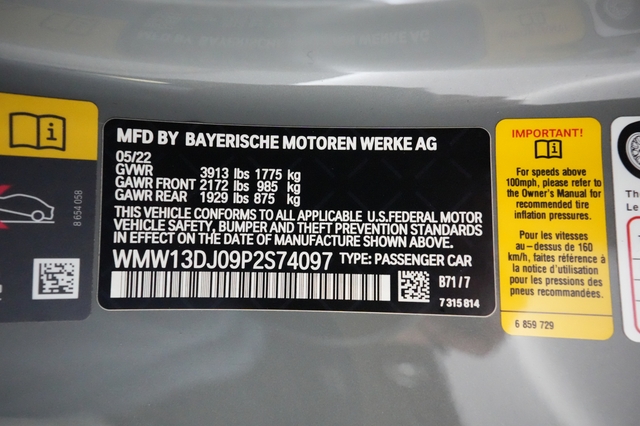 MFD BY BAYERISCHE MOTOREN WERKE AG
05/22
GVWR 3913 lbs 1775 kg
GAWR FRONT 2172 lbs 985 kg
GAWR REAR 1929 lbs 875 kg
THIS VEHICLE CONFORMS TO ALL APPLICABLE U.S.FEDERAL MOTOR
VEHICLE SAFETY, BUMPER AND THEFT PREVENTION STANDARDS
IN EFFECT ON THE DATE OF MANUFACTURE SHOWN ABOVE.
WMW13DJ09P2S74097 TYPE: PASSENGER CAR
B71/7
7 315 814
8 654 058
IMPORTANT!
For speeds above
100mph, please refer to
the Owner's Manual for
recommended tire
inflation pressures.
Pour les vitesses
au-dessus de 160
km/h, faites référence à
la notice d'utilisation
pour les pressions des
pneus recommandées.
6 859 729